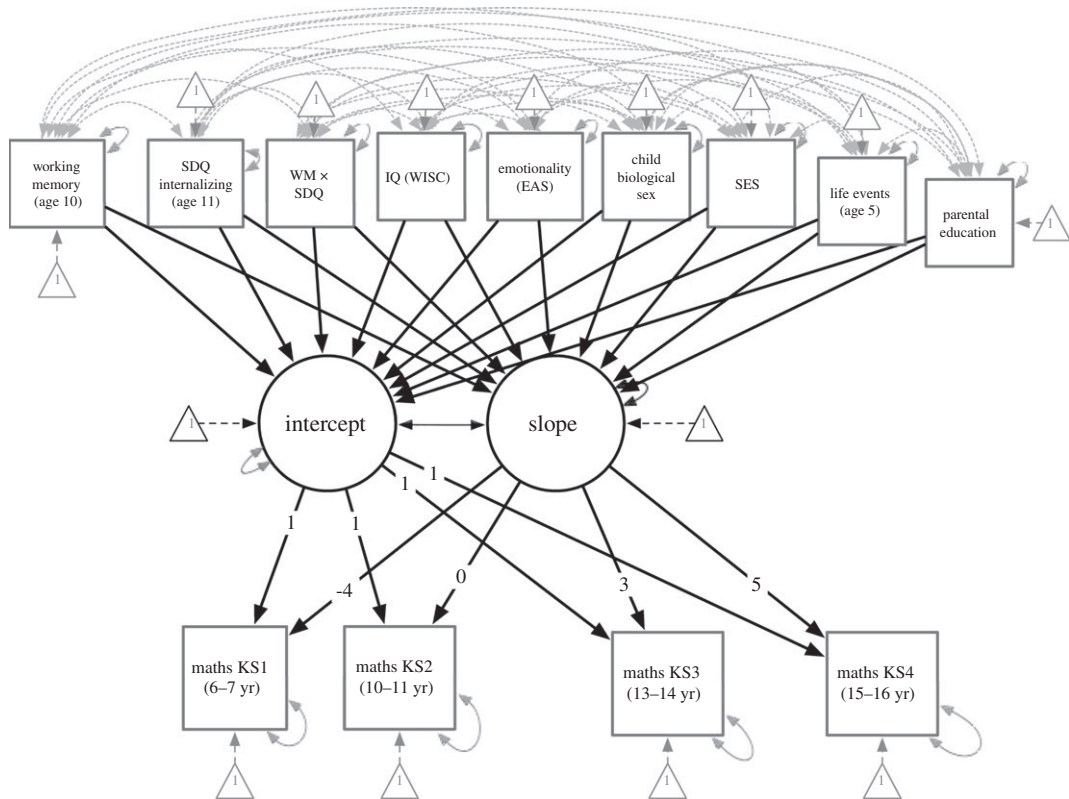 1
1
1
1
1
1
1
working
memory
(age 10)
SDQ
internalizing
(age 11)
WM ×
SDQ
IQ (WISC)
emotionality
(EAS)
child
biological
sex
SES
life events
(age 5)
parental
education
1
1
1
intercept
slope
1
1
1
1
1
-4
0
3
5
maths KS1
(6–7 yr)
maths KS2
(10–11 yr)
maths KS3
(13–14 yr)
maths KS4
(15–16 yr)
1
1
1
1